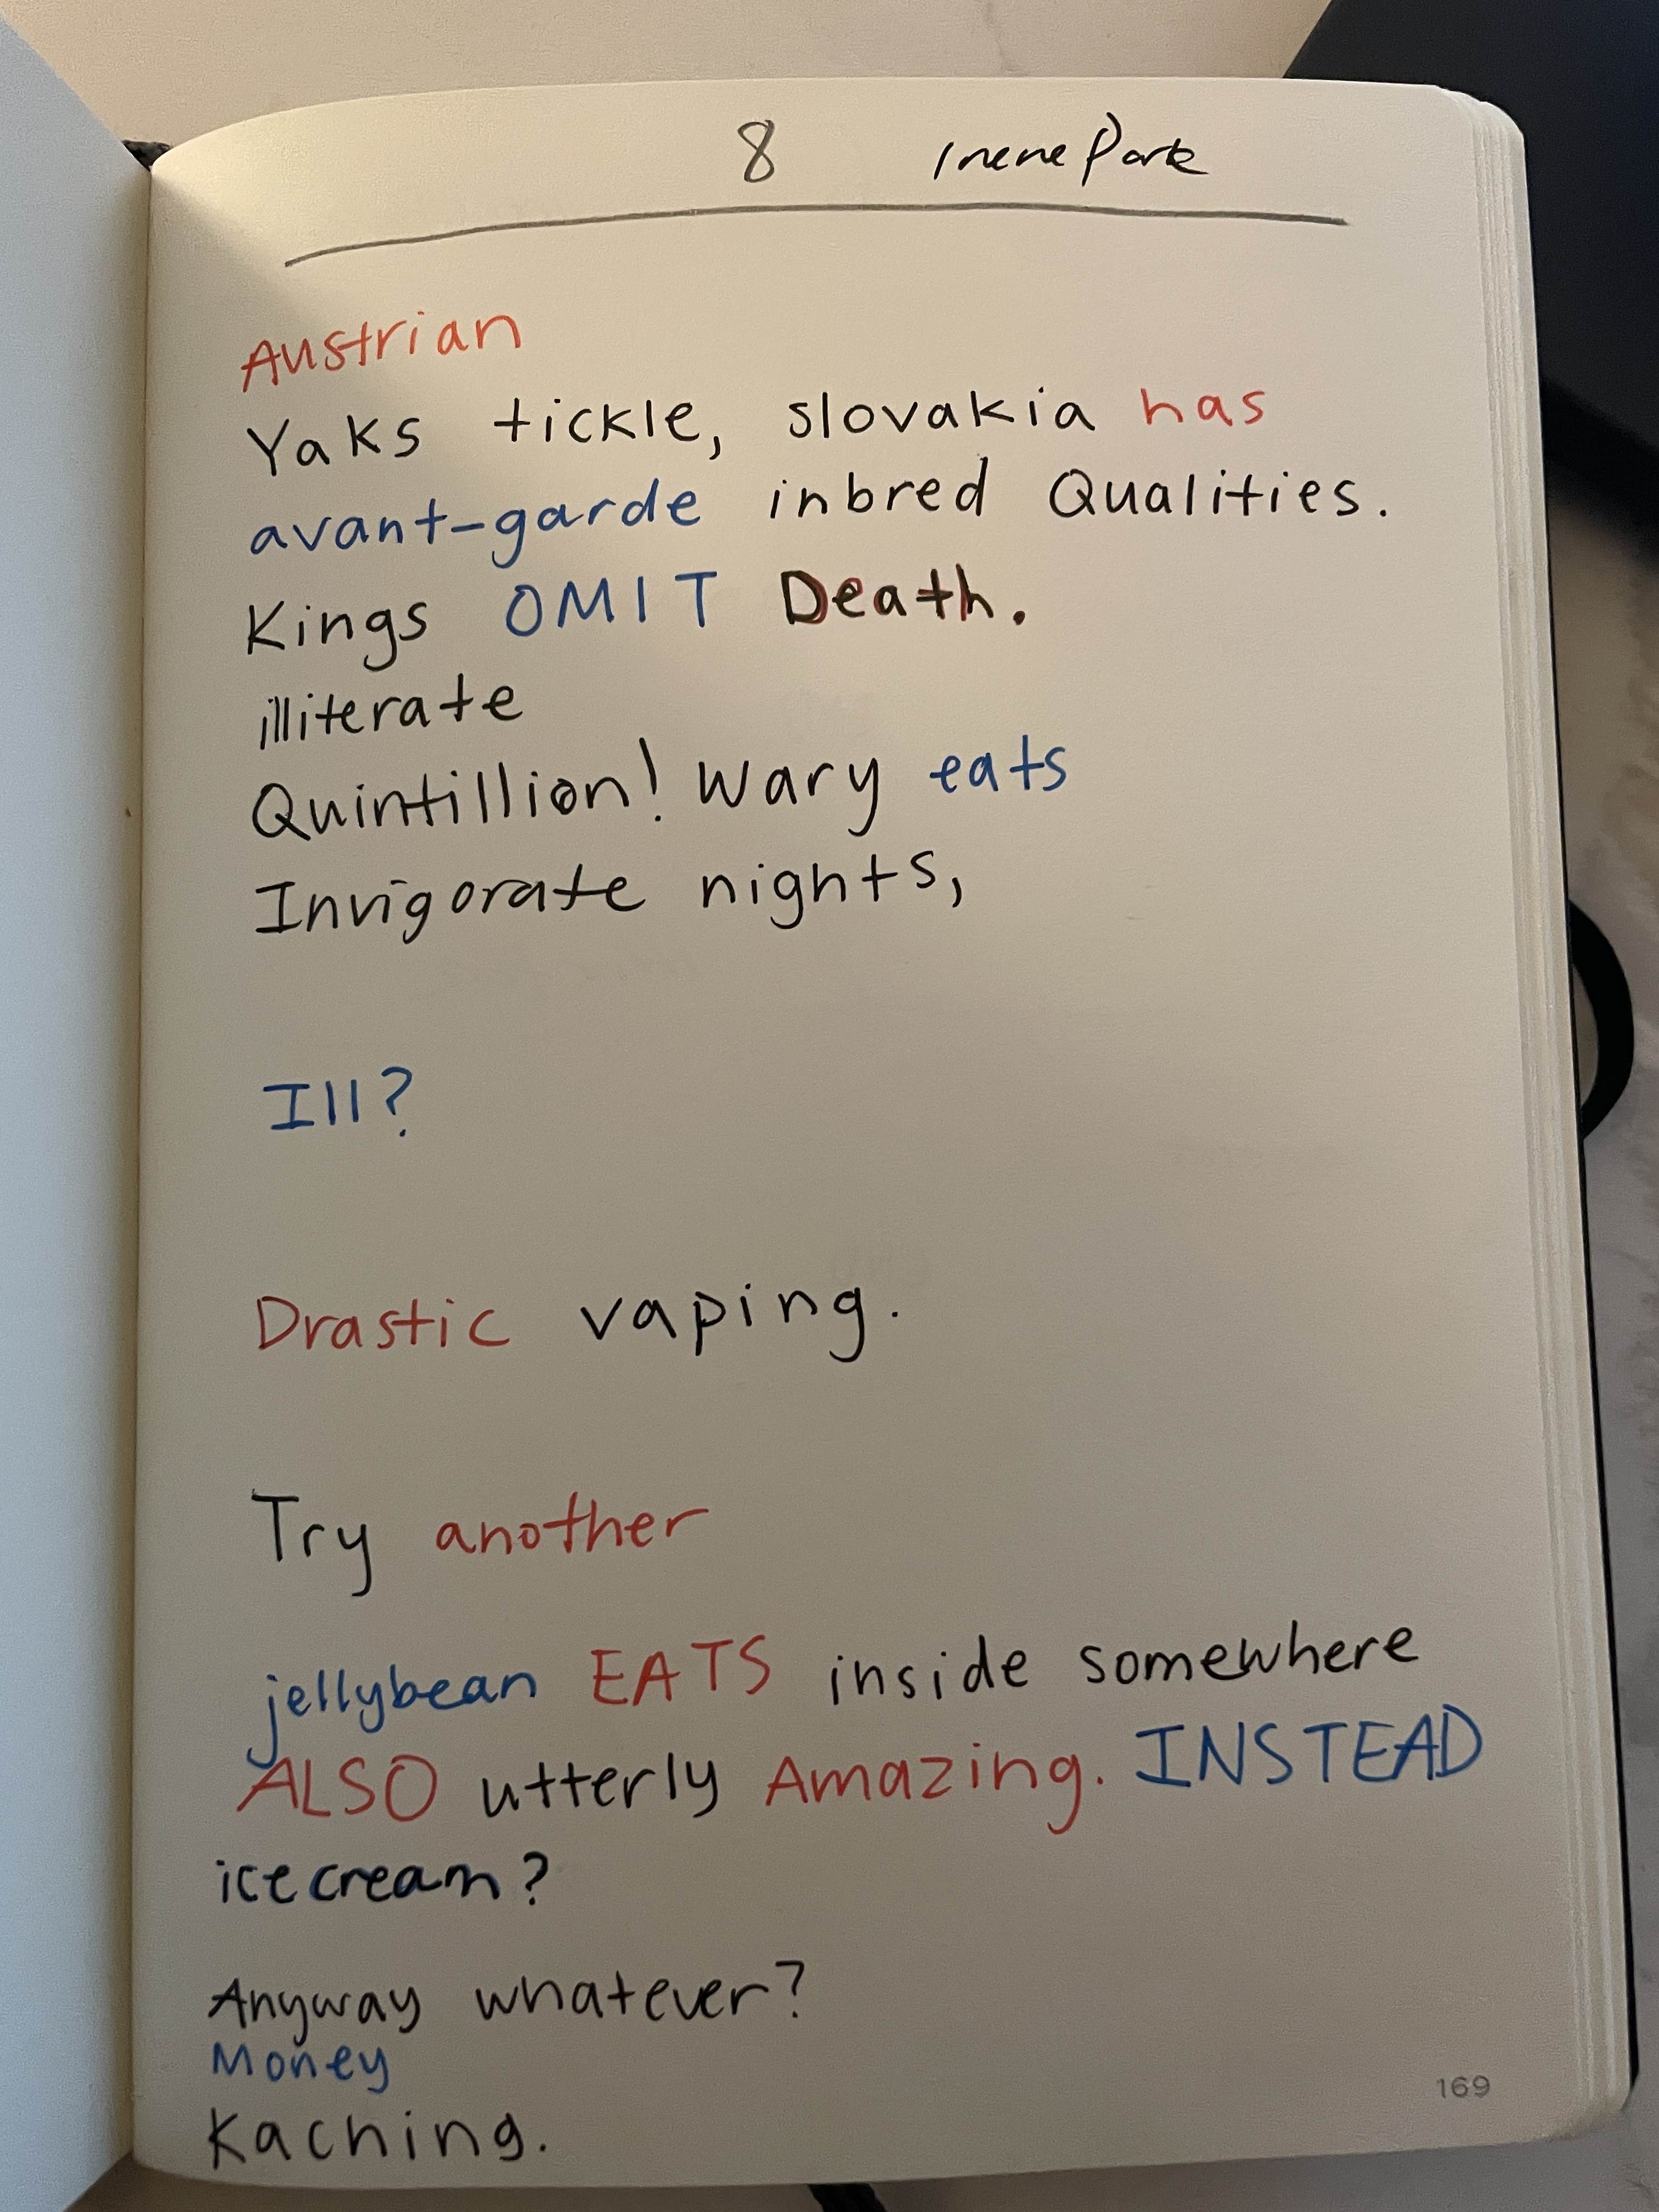 8 Irene Park
Austrian
Yaks tickle, slovakia has
avant-garde inbred Qualities.
Kings OMIT Death.
illiterate
Quintillion! Wary eats
Invigorate nights,
Ill?
Drastic vaping.
Try another
jellybean EATS inside somewhere
ALSO utterly Amazing. INSTEAD
icecream?
Anyway whatever?
Money
Kaching.
169